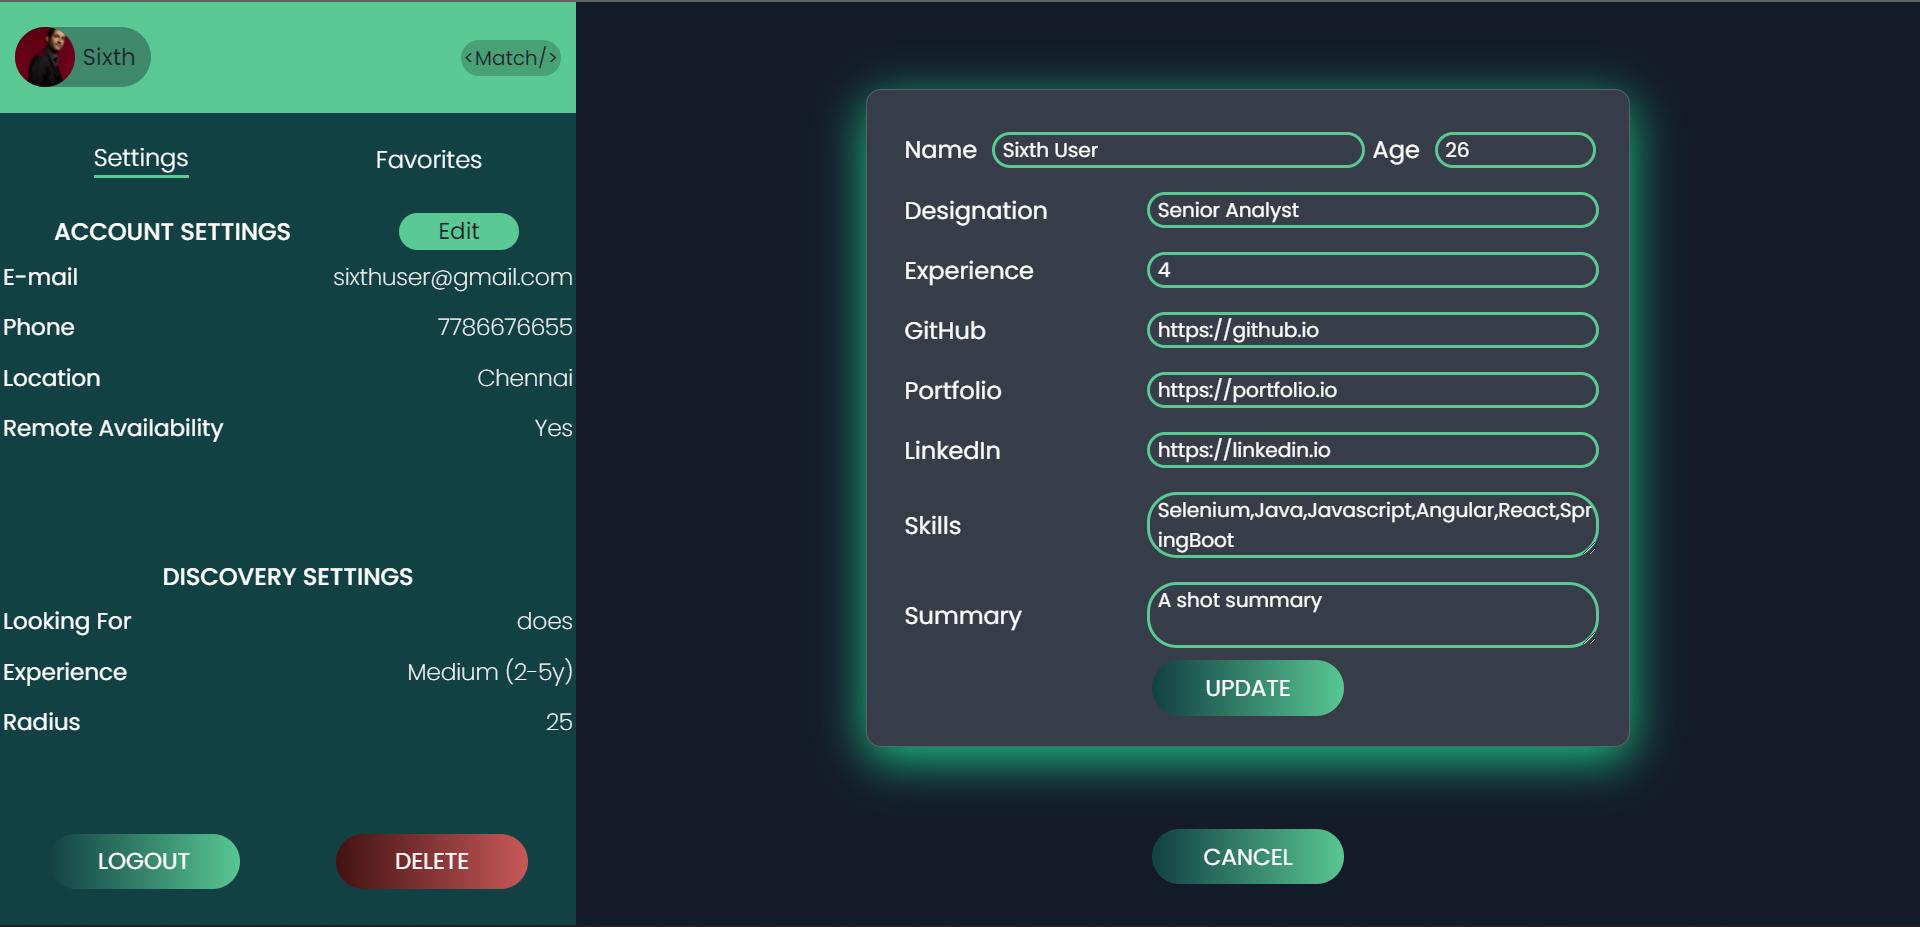 Sixth
<Match/>
Settings
Favorites
ACCOUNT SETTINGS
Edit
E-mail sixthuser@gmail.com
Phone 7786676655
Location Chennai
Remote Availability Yes
DISCOVERY SETTINGS
Looking For does
Experience Medium (2-5y)
Radius 25
LOGOUT
DELETE
Name Sixth User Age 26
Designation Senior Analyst
Experience 4
GitHub https://github.io
Portfolio https://portfolio.io
LinkedIn https://linkedin.io
Skills Selenium,Java,Javascript,Angular,React,Spr
ingBoot
Summary A shot summary
UPDATE
CANCEL